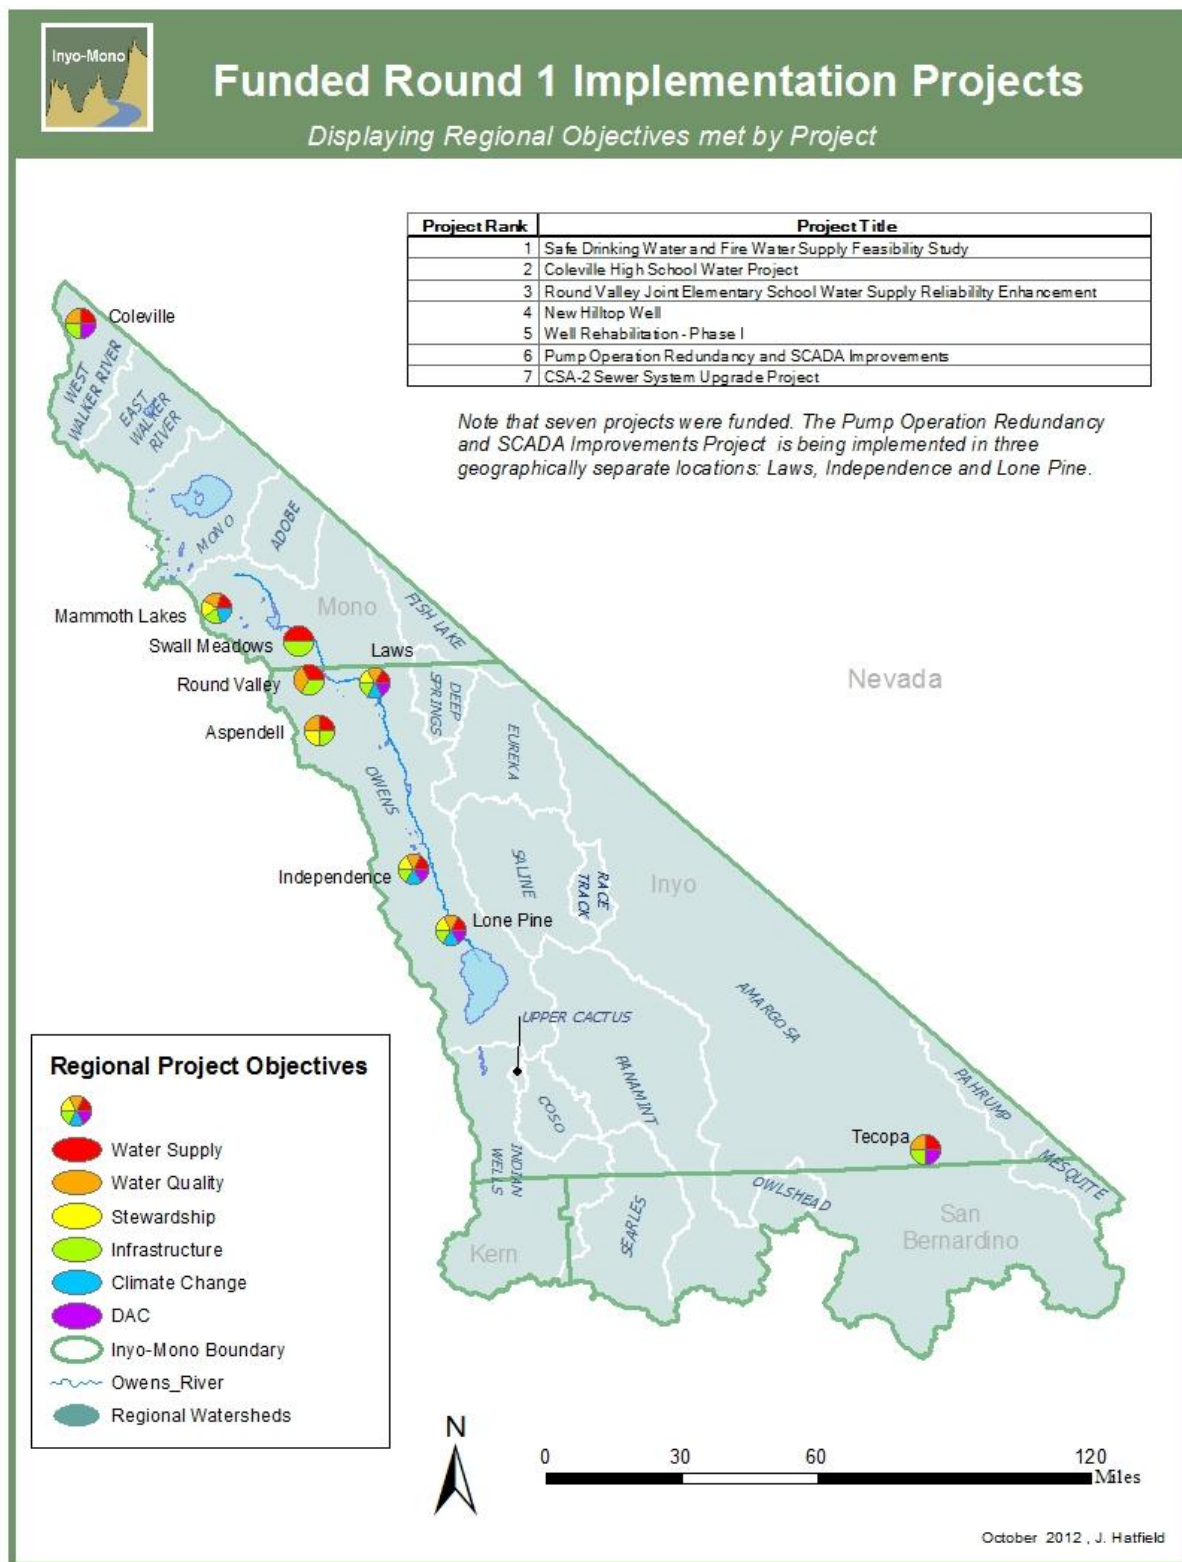 Inyo-Mono
Funded Round 1 Implementation Projects
Displaying Regional Objectives met by Project
Project Rank Project Title
1 Safe Drinking Water and Fire Water Supply Feasibility Study
2 Coleville High School Water Project
3 Round Valley Joint Elementary School Water Supply Reliabililty Enhancement
4 New Hilltop Well
5 Well Rehabilitation - Phase I
6 Pump Operation Redundancy and SCADA Improvements
7 CSA-2 Sewer System Upgrade Project
Note that seven projects were funded. The Pump Operation Redundancy
and SCADA Improvements Project is being implemented in three
geographically separate locations: Laws, Independence and Lone Pine.
Coleville
WEST
WALKER RIVER
EAST
WALKER
RIVER
MONO
ADOBE
Mono
FISH LAKE
Mammoth Lakes
Swall Meadows
Laws
Round Valley
Nevada
DEEP
SPRINGS
Aspendell
EUREKA
OWENS
SALINE
RACE
TRACK
Inyo
Independence
Lone Pine
AMARGOSA
UPPER CACTUS
PANAMINT
COSO
PAHRUMP
Tecopa
INDIAN
WELLS
MESQUITE
OWLSHEAD
SEARLES
Kern
San
Bernardino
Regional Project Objectives
Water Supply
Water Quality
Stewardship
Infrastructure
Climate Change
DAC
Inyo-Mono Boundary
Owens_River
Regional Watersheds
N
0 30 60 120
Miles
October 2012 , J. Hatfield